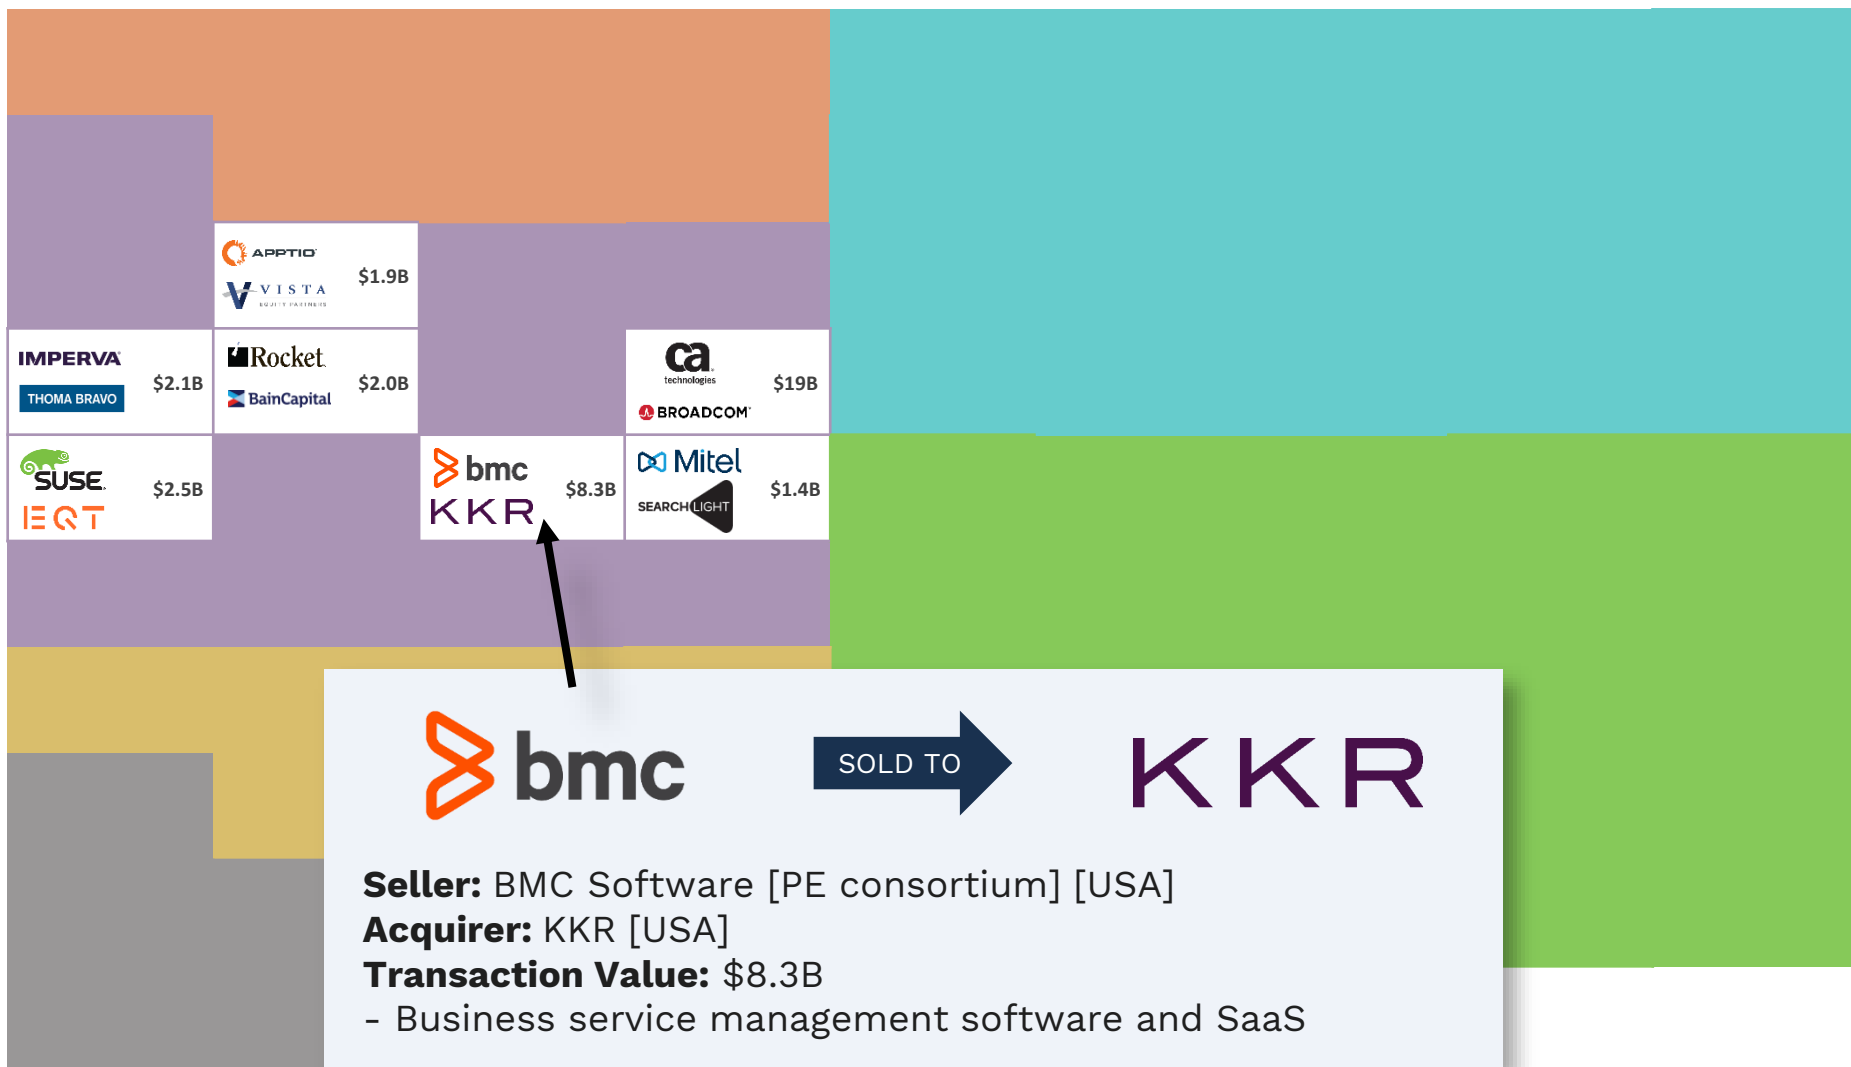 APPTIO
VISTA
EQUITY PARTNERS
$1.9B
IMPERVA
THOMA BRAVO
$2.1B
Rocket
BainCapital
$2.0B
ca
technologies
BROADCOM
$19B
SUSE
EQT
$2.5B
bmc
KKR
$8.3B
Mitel
SEARCHLIGHT
$1.4B
bmc
SOLD TO
KKR
Seller: BMC Software [PE consortium] [USA]
Acquirer: KKR [USA]
Transaction Value: $8.3B
- Business service management software and SaaS